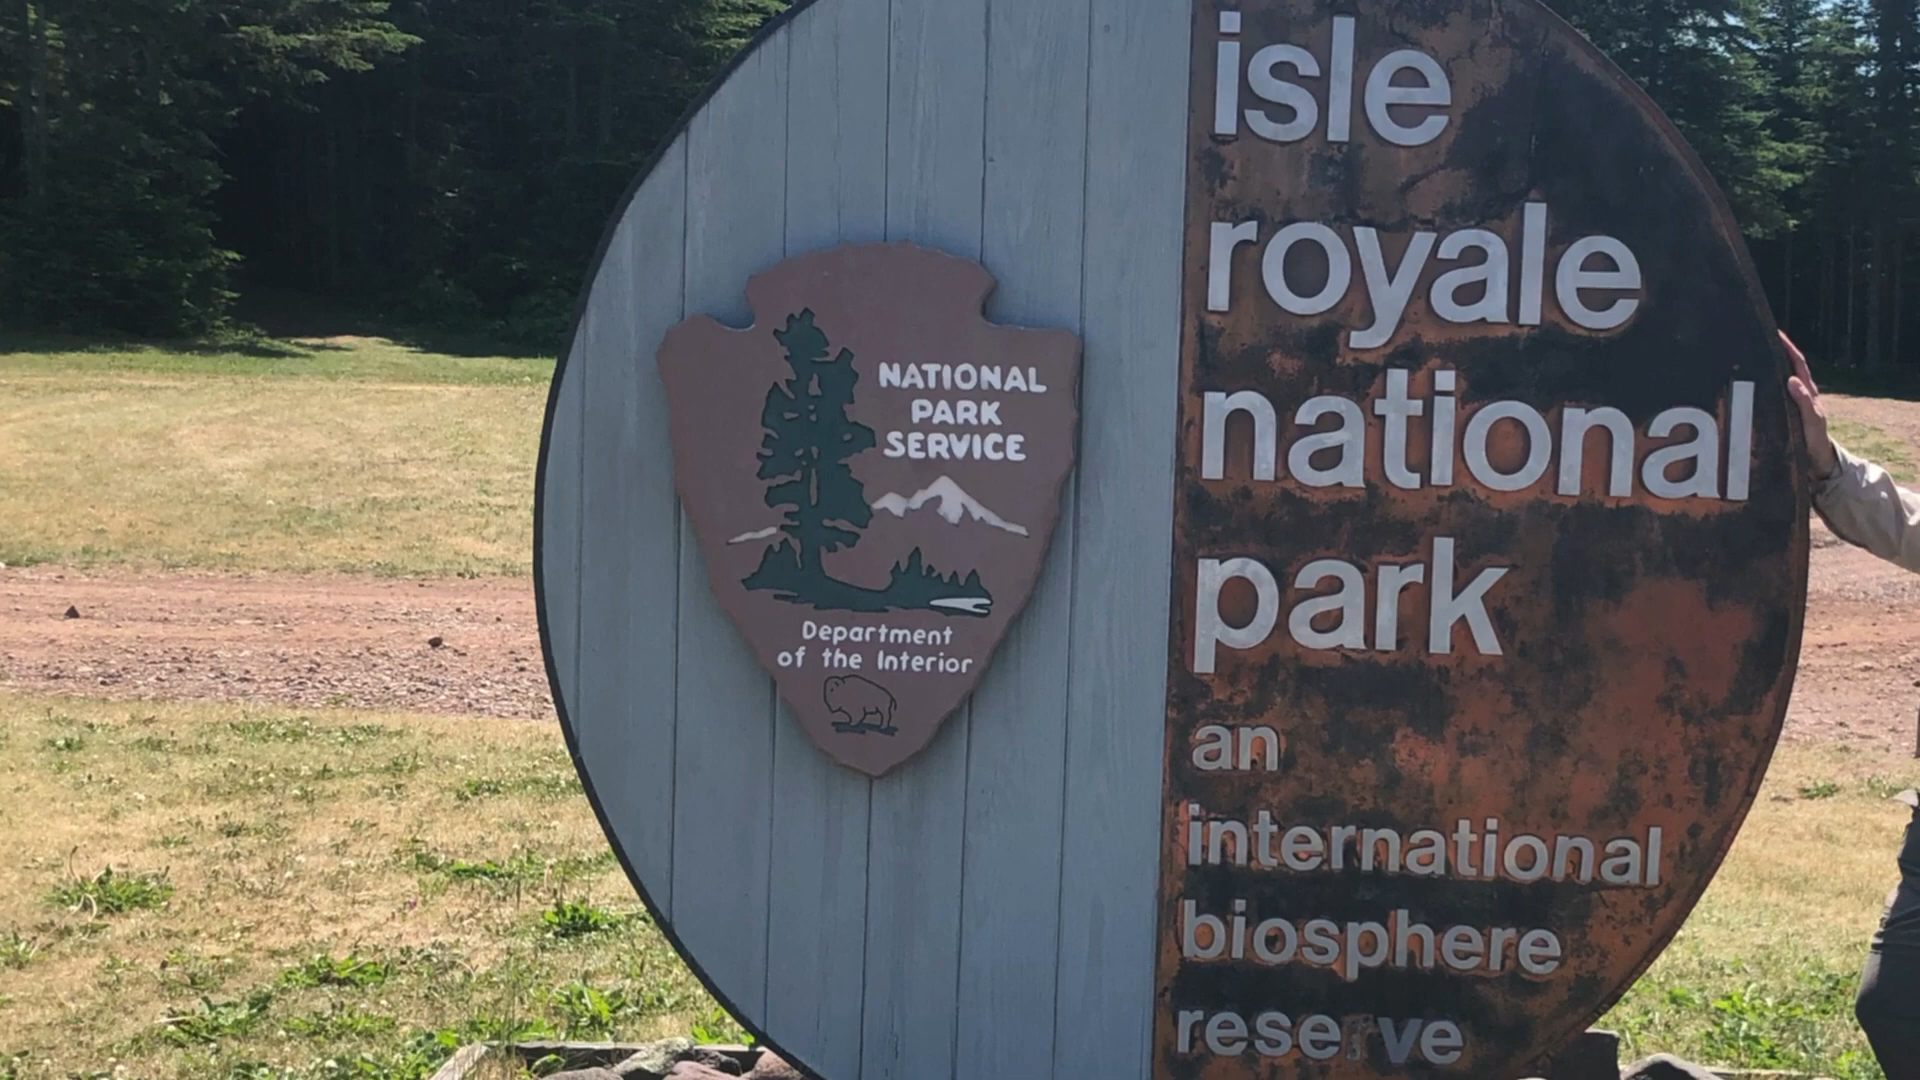 NATIONAL
PARK
SERVICE
Department
of the Interior
isle
royale
national
park
an
international
biosphere
reserve